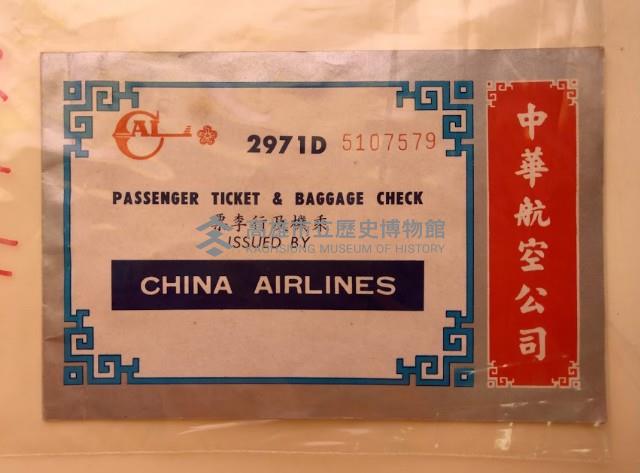 CAL
2971D 5107579
PASSENGER TICKET & BAGGAGE CHECK
票李行及機乘
高雄市立歷史博物館
KAOHSIUNG MUSEUM OF HISTORY
ISSUED BY
CHINA AIRLINES
中華航空公司